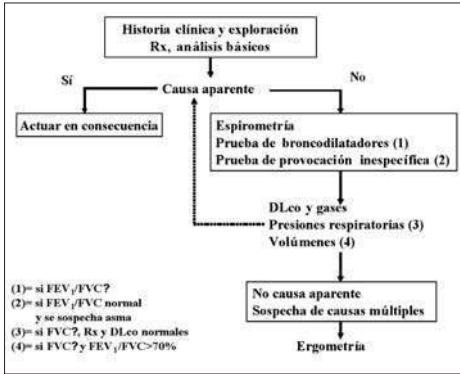 Historia clínica y exploración
Rx, análisis básicos
Sí
No
Causa aparente
Actuar en consecuencia
Espirometría
Prueba de broncodilatadores (1)
Prueba de provocación inespecífica (2)
DLco y gases
Presiones respiratorias (3)
Volúmenes (4)
(1)= si FEV₁/FVC?
(2)= si FEV₁/FVC normal
y se sospecha asma
(3)= si FVC?, Rx y DLco normales
(4)= si FVC? y FEV₁/FVC>70%
No causa aparente
Sospecha de causas múltiples
Ergometría